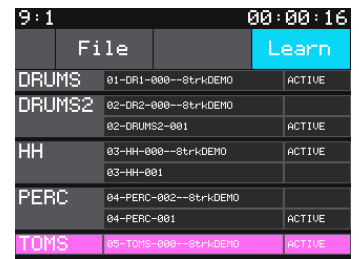 9:1 00:00:16
File Learn
DRUMS 01-DR1-000--8trkDEMO ACTIVE
DRUMS2 02-DR2-000--8trkDEMO
02-DRUMS2-001 ACTIVE
HH 03-HH-000--8trkDEMO ACTIVE
03-HH-001
PERC 04-PERC-002--8trkDEMO
04-PERC-001 ACTIVE
TOMS 05-TOMS-000--8trkDEMO ACTIVE